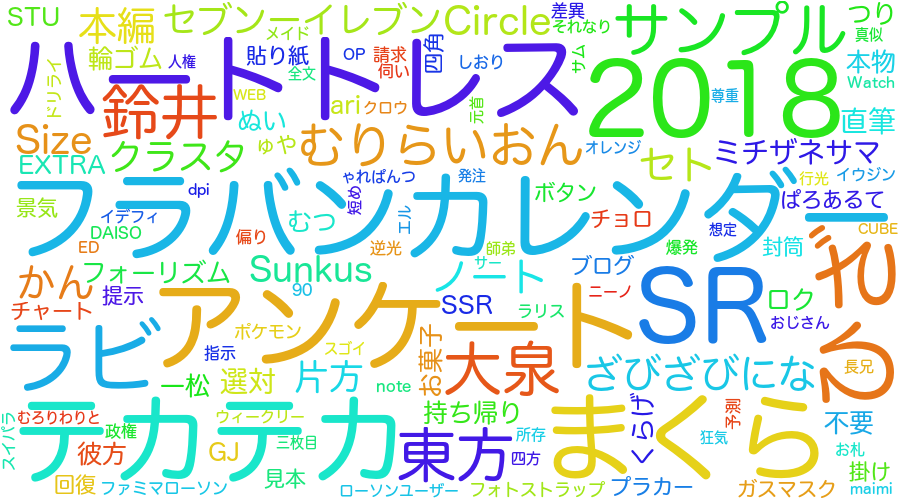 STU
本編
セブン－イレブン
Circle
差異
それなり
サンプル
つり
真似
メイド
輪ゴム
人権
貼り紙
OP
請求
伺い
四角
しおり
サム
本物
Watch
ドリライ
ハートトレス
全文
鈴井
WEB
ari
クロウ
元首
2018
尊重
直筆
Size
ぬい
ゅや
むりらいおん
オレンジ
セト
ミチザネサマ
EXTRA
クラスタ
ゃればんつ
発注
行光
イウジン
フラバンカレンダー
dpi
短め
ボタン
ぱろあるて
景気
イデフィ
むつ
エル
チョロ
想定
CUBE
DAISO
ED
偏り
逆光
師弟
爆発
封筒
ぞれ
かん
フォーリズム
Sunkus
サー
ノート
ブログ
SR
チャート
提示
90
SSR
ラリス
ニーノ
ロク
おじさん
ラビ
アンケート
ポケモン
指示
スゴイ
お菓子
大泉
ざびざびにな
長兄
一松
選対
片方
note
むろりわりと
ウィークリー
持ち帰り
くらげ
予測
不要
スイパラ
テカテカ
政権
彼方
GJ
三枚目
東方
所存
四方
まくら
狂気
お札
回復
見本
掛け
ファミマローソン
ローソンユーザー
フォトストラップ
プラカー
ガスマスク
maimi